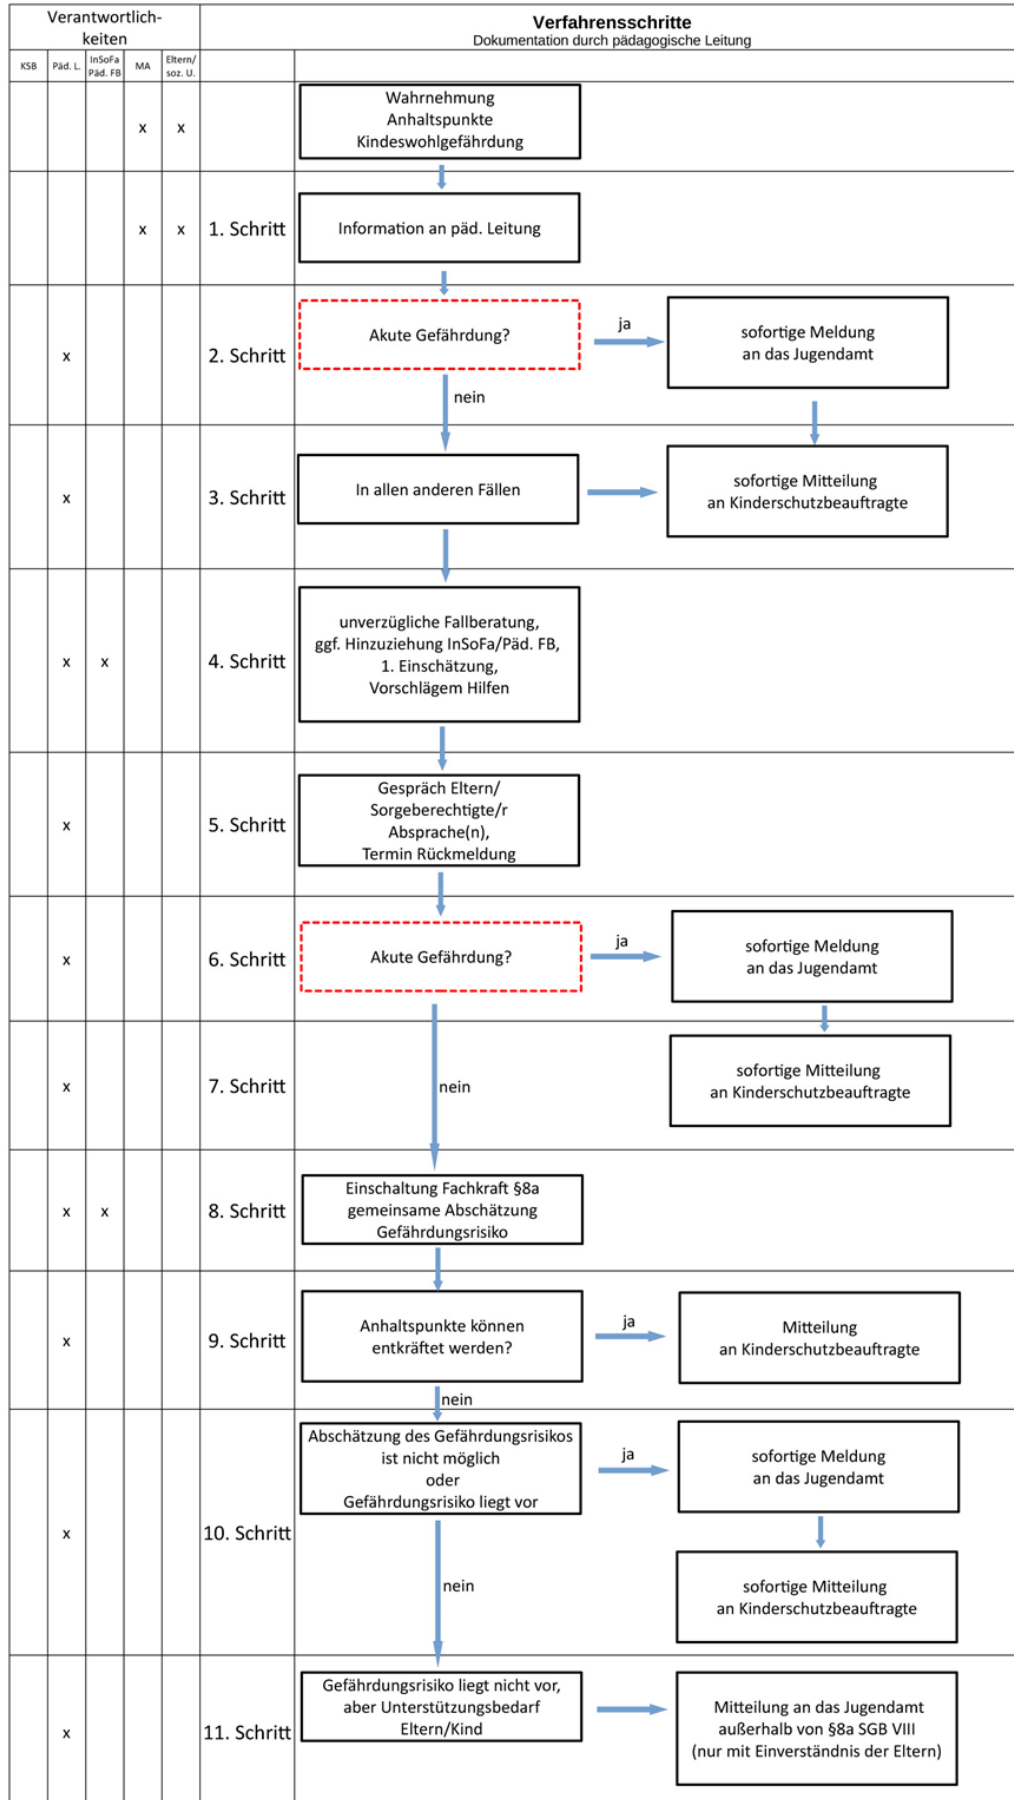 Verantwortlich-
keiten
Verfahrensschritte
Dokumentation durch pädagogische Leitung
KSB
Päd. L.
InSoFa
Päd. FB
MA
Eltern/
soz. U.
x x
Wahrnehmung
Anhaltspunkte
Kindeswohlgefährdung
x x 1. Schritt
Information an päd. Leitung
x 2. Schritt
Akute Gefährdung?
ja
sofortige Meldung
an das Jugendamt
nein
x 3. Schritt
In allen anderen Fällen
sofortige Mitteilung
an Kinderschutzbeauftragte
x x 4. Schritt
unverzügliche Fallberatung,
ggf. Hinzuziehung InSoFa/Päd. FB,
1. Einschätzung,
Vorschlägem Hilfen
x 5. Schritt
Gespräch Eltern/
Sorgeberechtigte/r
Absprache(n),
Termin Rückmeldung
x 6. Schritt
Akute Gefährdung?
ja
sofortige Meldung
an das Jugendamt
x 7. Schritt
nein
sofortige Mitteilung
an Kinderschutzbeauftragte
x x 8. Schritt
Einschaltung Fachkraft §8a
gemeinsame Abschätzung
Gefährdungsrisiko
x 9. Schritt
Anhaltspunkte können
entkräftet werden?
ja
Mitteilung
an Kinderschutzbeauftragte
nein
x 10. Schritt
Abschätzung des Gefährdungsrisikos
ist nicht möglich
oder
Gefährdungsrisiko liegt vor
ja
sofortige Meldung
an das Jugendamt
nein
sofortige Mitteilung
an Kinderschutzbeauftragte
x 11. Schritt
Gefährdungsrisiko liegt nicht vor,
aber Unterstützungsbedarf
Eltern/Kind
Mitteilung an das Jugendamt
außerhalb von §8a SGB VIII
(nur mit Einverständnis der Eltern)